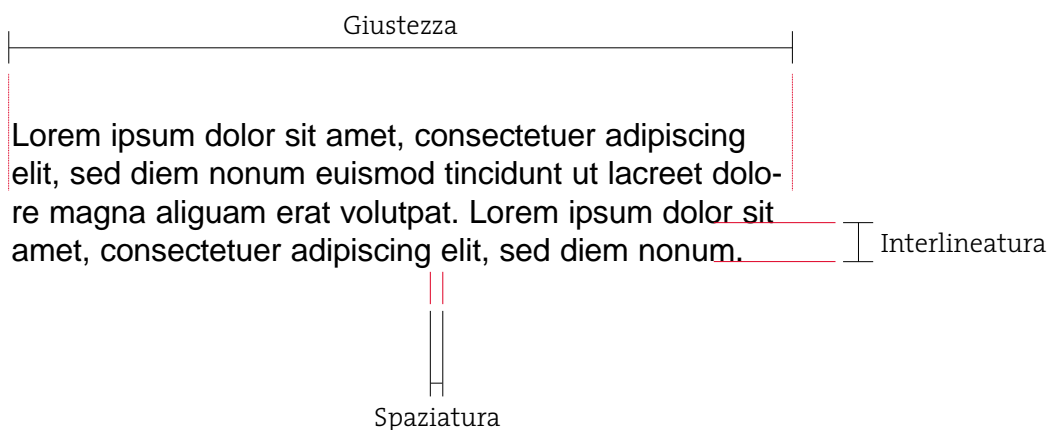 Giustezza
Lorem ipsum dolor sit amet, consectetuer adipiscing
elit, sed diem nonum euismod tincidunt ut lacreet dolo-
re magna aliguam erat volutpat. Lorem ipsum dolor sit
amet, consectetuer adipiscing elit, sed diem nonum.
Interlineatura
Spaziatura